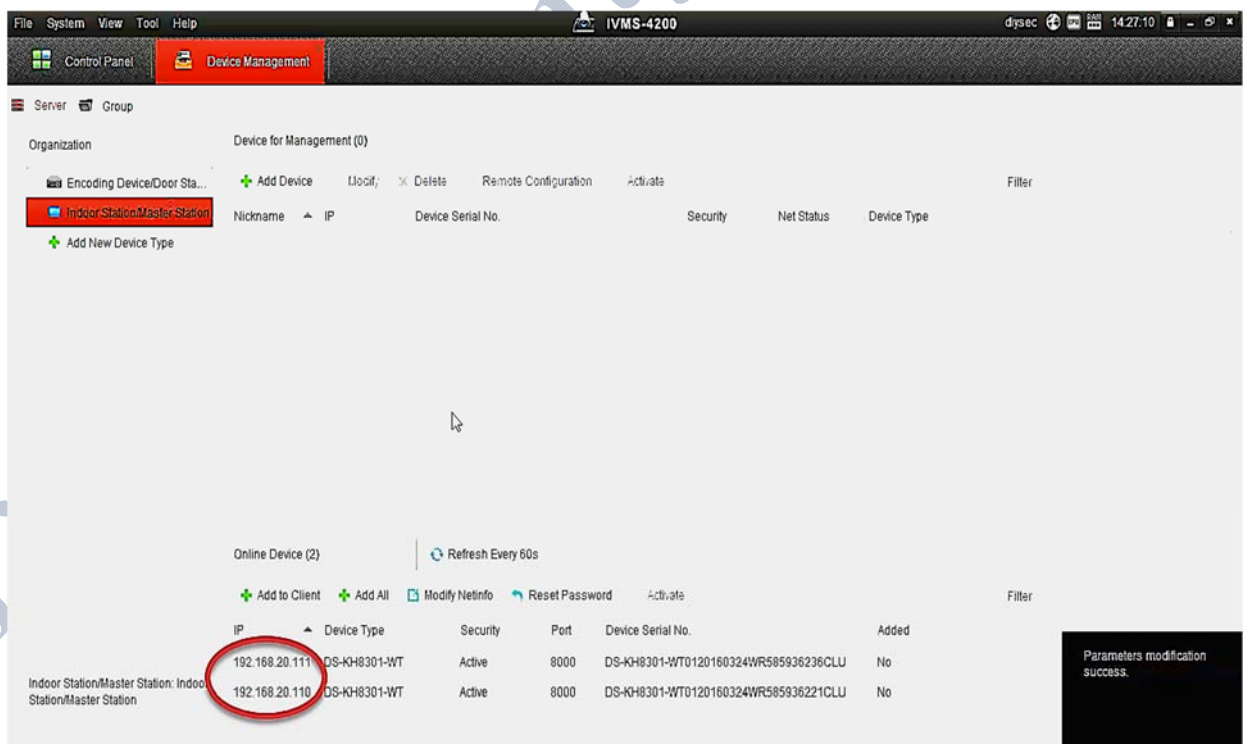 File System View Tool Help IVMS-4200 diysec 14:27:10
Control Panel Device Management
Server Group
Organization
Device for Management (0)
Encoding Device/Door Sta...
Add Device Modify Delete Remote Configuration Activate Filter
Indoor Station/Master Station
Nickname IP Device Serial No. Security Net Status Device Type
Add New Device Type
Online Device (2) Refresh Every 60s
Add to Client Add All Modify Netinfo Reset Password Activate Filter
IP Device Type Security Port Device Serial No. Added
192.168.20.111 DS-KH8301-WT Active 8000 DS-KH8301-WT0120160324WR585936236CLU No
192.168.20.110 DS-KH8301-WT Active 8000 DS-KH8301-WT0120160324WR585936221CLU No
Indoor Station/Master Station: Indoo
Station/Master Station
Parameters modification
success.